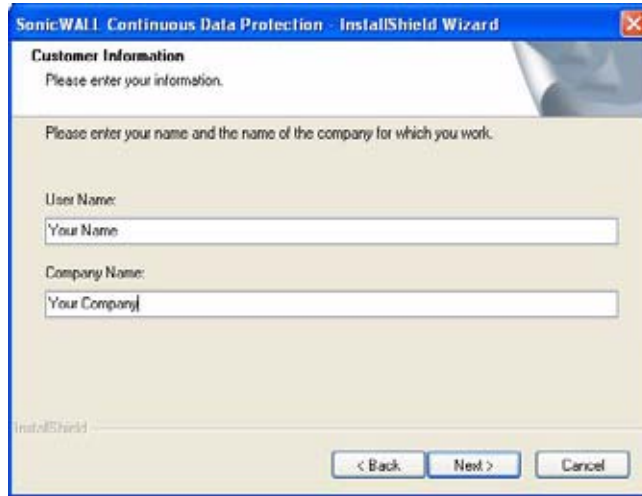 SonicWALL Continuous Data Protection - InstallShield Wizard
Customer Information
Please enter your information.
Please enter your name and the name of the company for which you work.
User Name:
Your Name
Company Name:
Your Company
InstallShield
< Back
Next >
Cancel